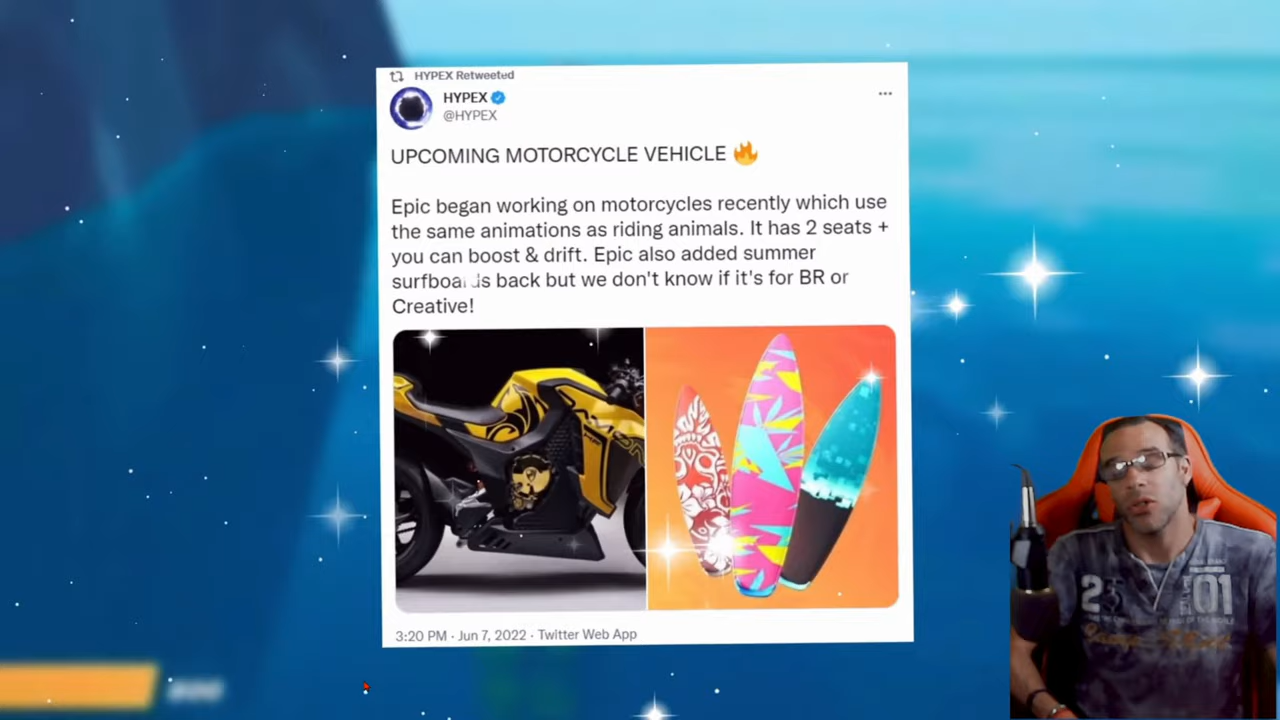 HYPEX Retweeted
HYPEX
@HYPEX
UPCOMING MOTORCYCLE VEHICLE 🔥
Epic began working on motorcycles recently which use
the same animations as riding animals. It has 2 seats +
you can boost & drift. Epic also added summer
surfboards back but we don't know if it's for BR or
Creative!
3:20 PM · Jun 7, 2022 · Twitter Web App
01